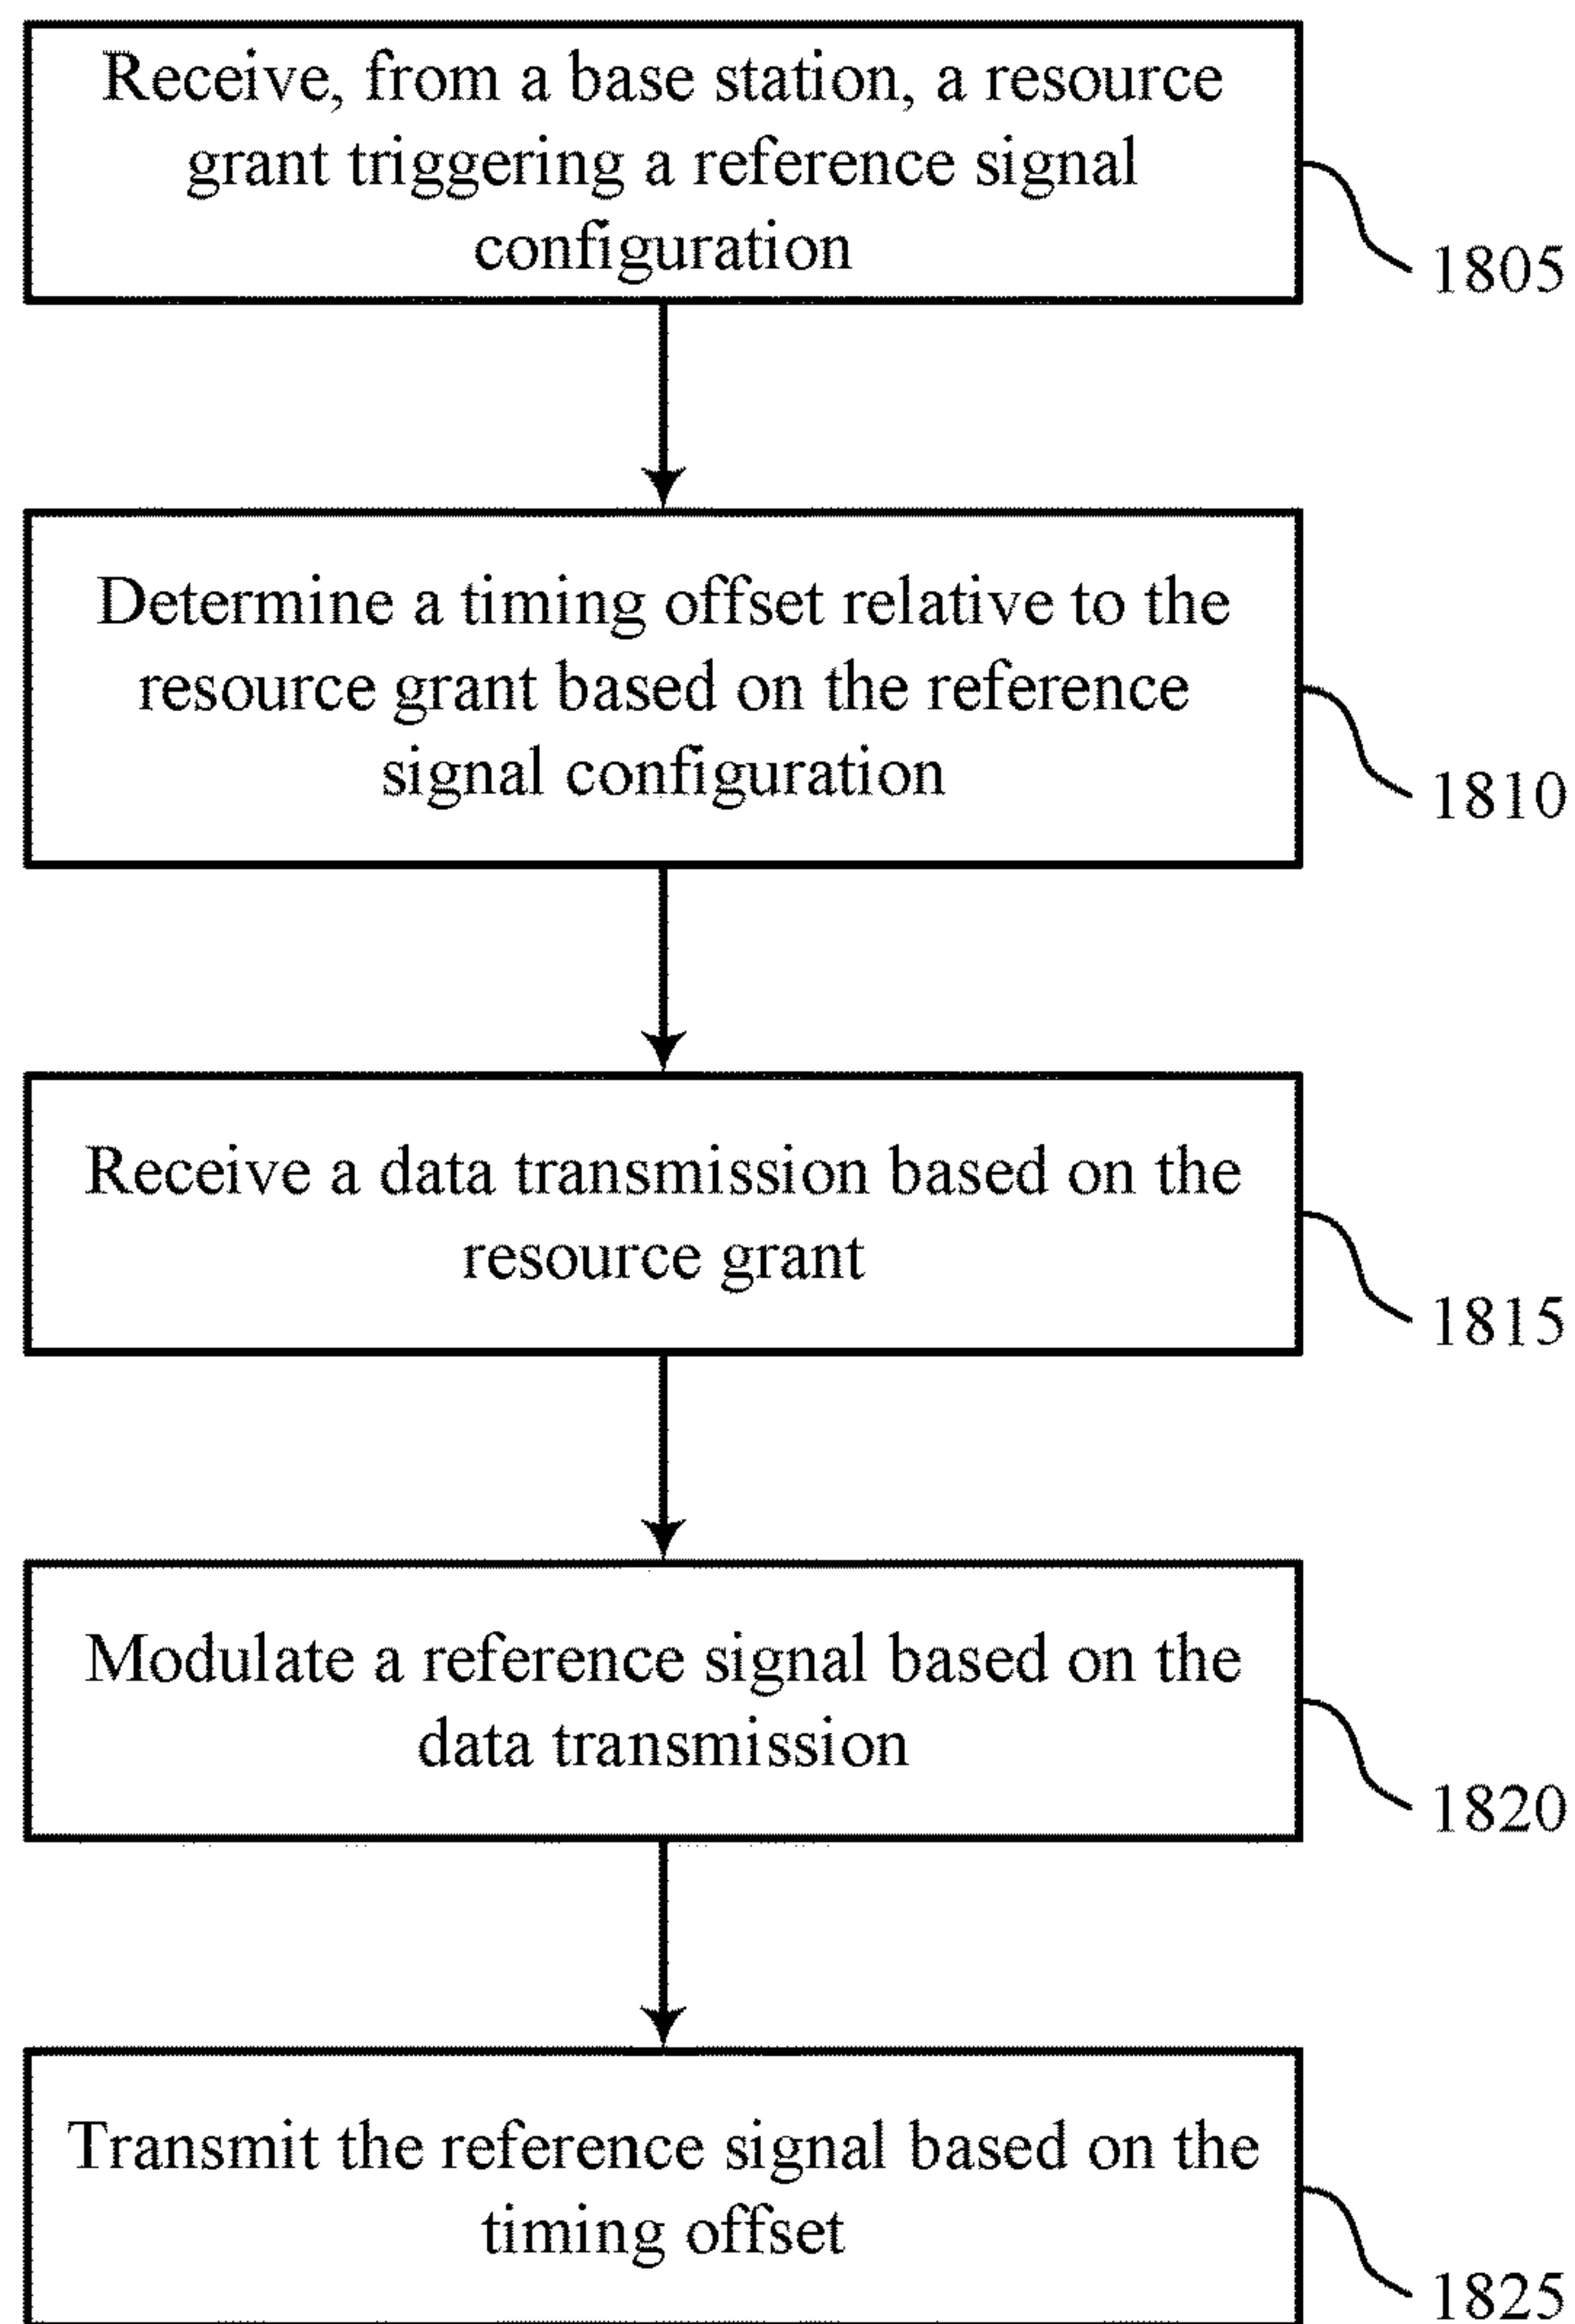 Receive, from a base station, a resource
grant triggering a reference signal
configuration
1805
Determine a timing offset relative to the
resource grant based on the reference
signal configuration
1810
Receive a data transmission based on the
resource grant
1815
Modulate a reference signal based on the
data transmission
1820
Transmit the reference signal based on the
timing offset
1825